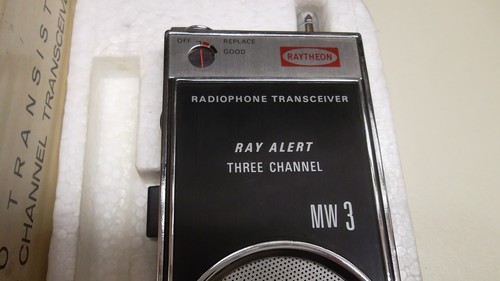 OFF REPLACE
GOOD
RAYTHEON
RADIOPHONE TRANSCEIVER
RAY ALERT
THREE CHANNEL
MW 3
TRANSIST
CHANNEL TRANSCEIV